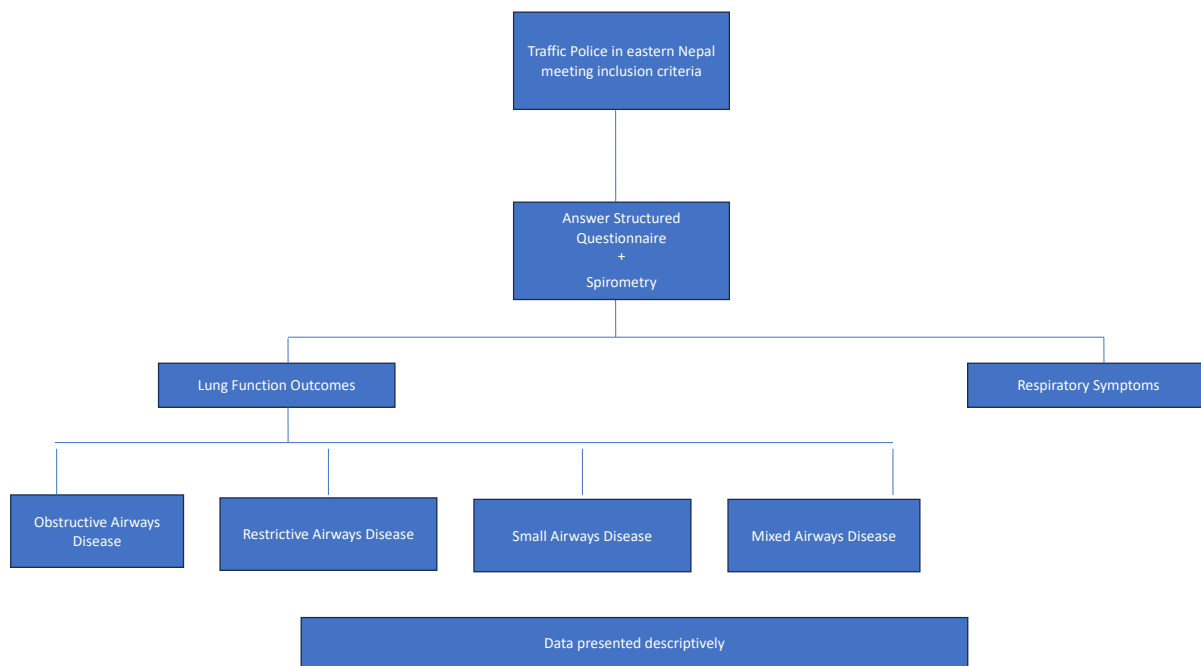 Traffic Police in eastern Nepal
meeting inclusion criteria
Answer Structured
Questionnaire
+
Spirometry
Lung Function Outcomes
Respiratory Symptoms
Obstructive Airways
Disease
Restrictive Airways Disease
Small Airways Disease
Mixed Airways Disease
Data presented descriptively